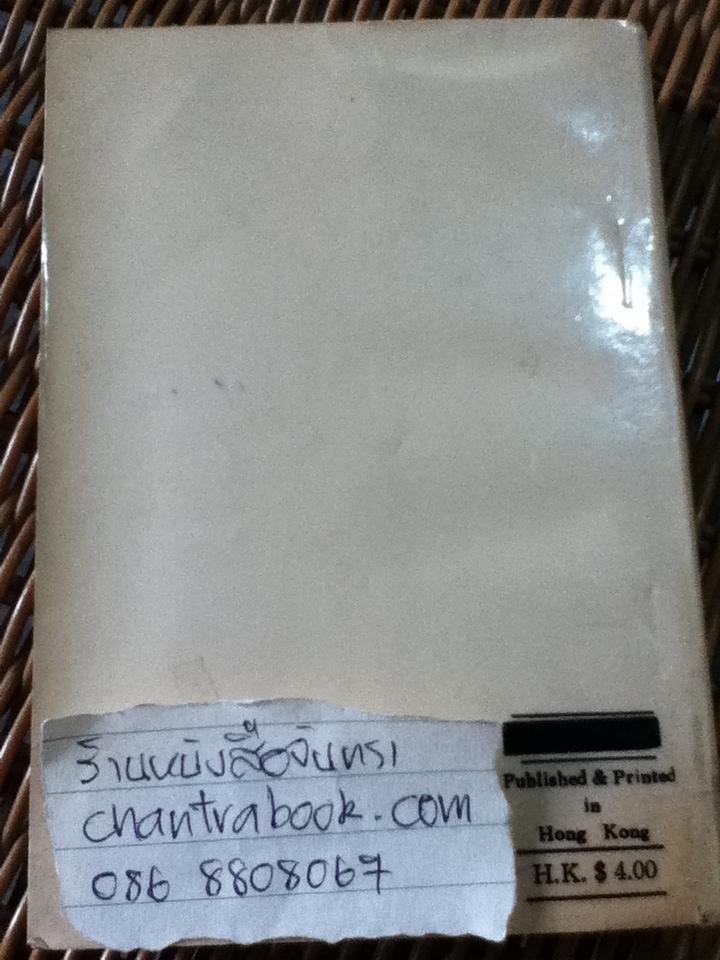 ร้านหนังสือจันทรา
chantrabook.com
086 8808067
Published & Printed
in
Hong Kong
H.K. $ 4.00